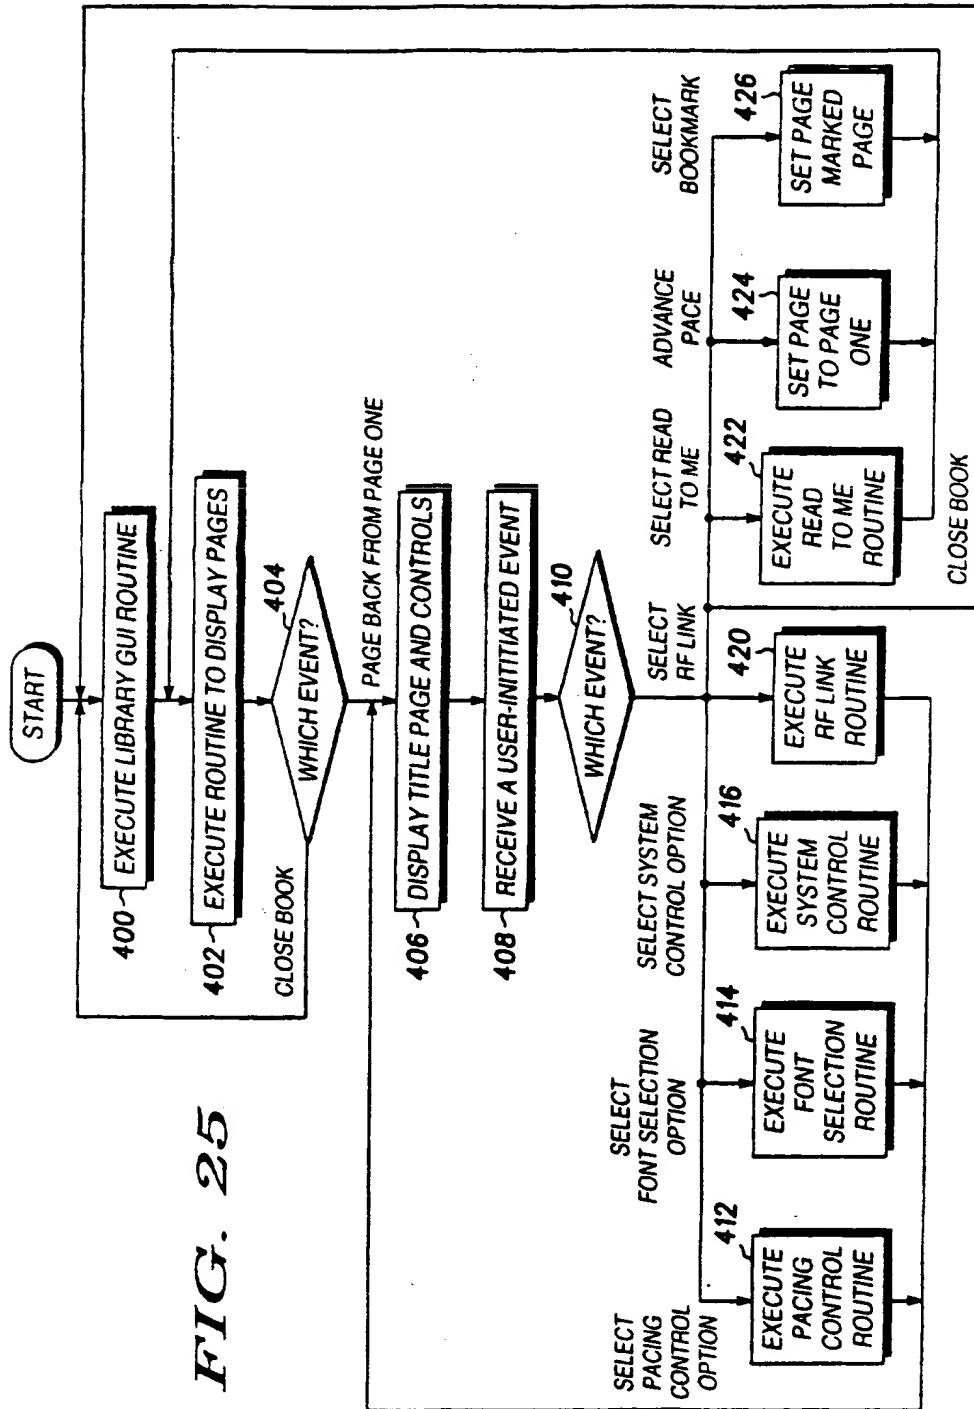 FIG. 25
START
400
EXECUTE LIBRARY GUI ROUTINE
402
EXECUTE ROUTINE TO DISPLAY PAGES
404
WHICH EVENT?
CLOSE BOOK
PAGE BACK FROM PAGE ONE
406
DISPLAY TITLE PAGE AND CONTROLS
408
RECEIVE A USER-INITITIATED EVENT
410
WHICH EVENT?
SELECT
PACING
CONTROL
OPTION
412
EXECUTE
PACING
CONTROL
ROUTINE
SELECT
FONT SELECTION
OPTION
414
EXECUTE
FONT
SELECTION
ROUTINE
SELECT SYSTEM
CONTROL OPTION
416
EXECUTE
SYSTEM
CONTROL
ROUTINE
SELECT
RF LINK
420
EXECUTE
RF LINK
ROUTINE
SELECT READ
TO ME
422
EXECUTE
READ
TO ME
ROUTINE
ADVANCE
PACE
424
SET PAGE
TO PAGE
ONE
SELECT
BOOKMARK
426
SET PAGE
MARKED
PAGE
CLOSE BOOK